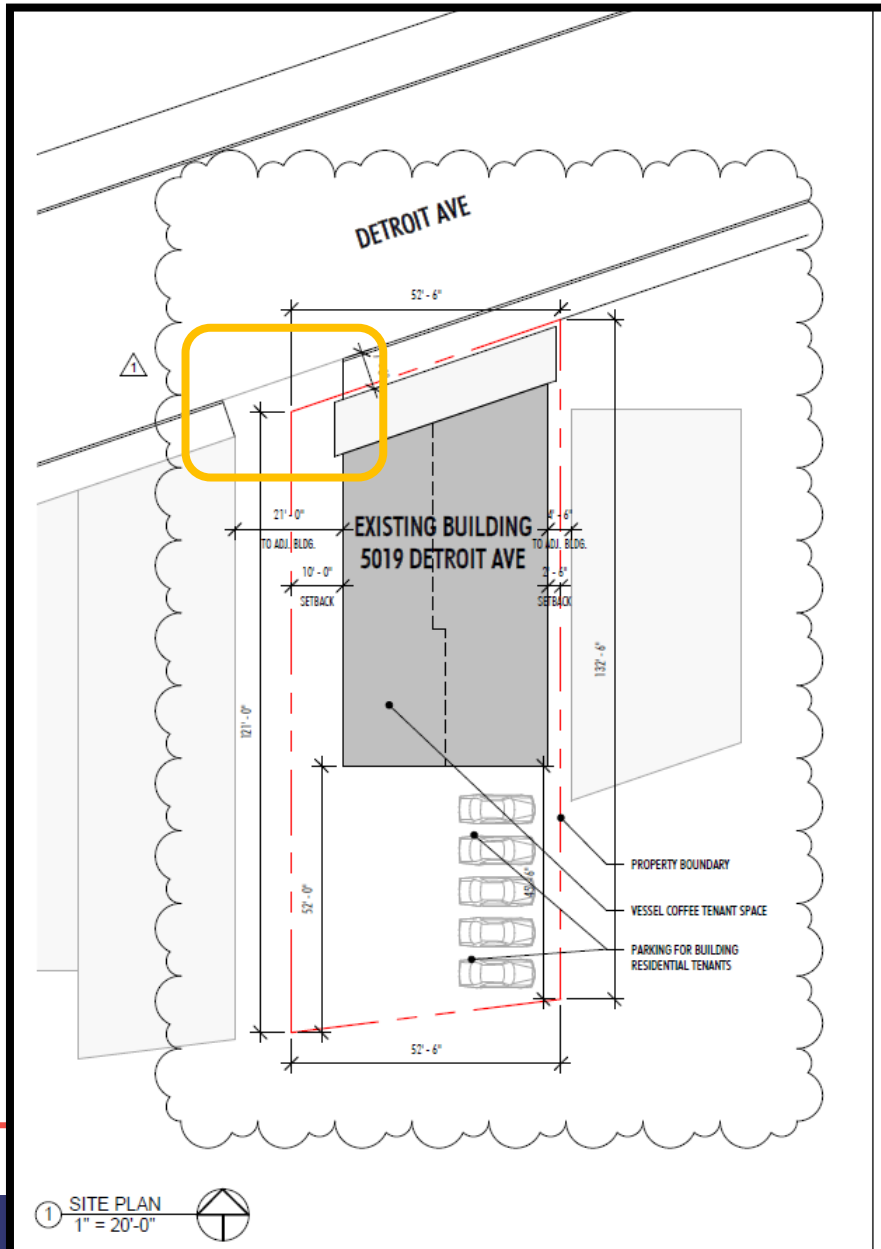 DETROIT AVE
52' - 6"
1
21' - 0"
TO ADJ. BLDG.
EXISTING BUILDING
5019 DETROIT AVE
4' - 6"
TO ADJ. BLDG.
10' - 0"
SETBACK
2' - 6"
SETBACK
132' - 6"
121' - 0"
52' - 0"
PROPERTY BOUNDARY
VESSEL COFFEE TENANT SPACE
PARKING FOR BUILDING
RESIDENTIAL TENANTS
52' - 6"
1 SITE PLAN
1" = 20'-0"